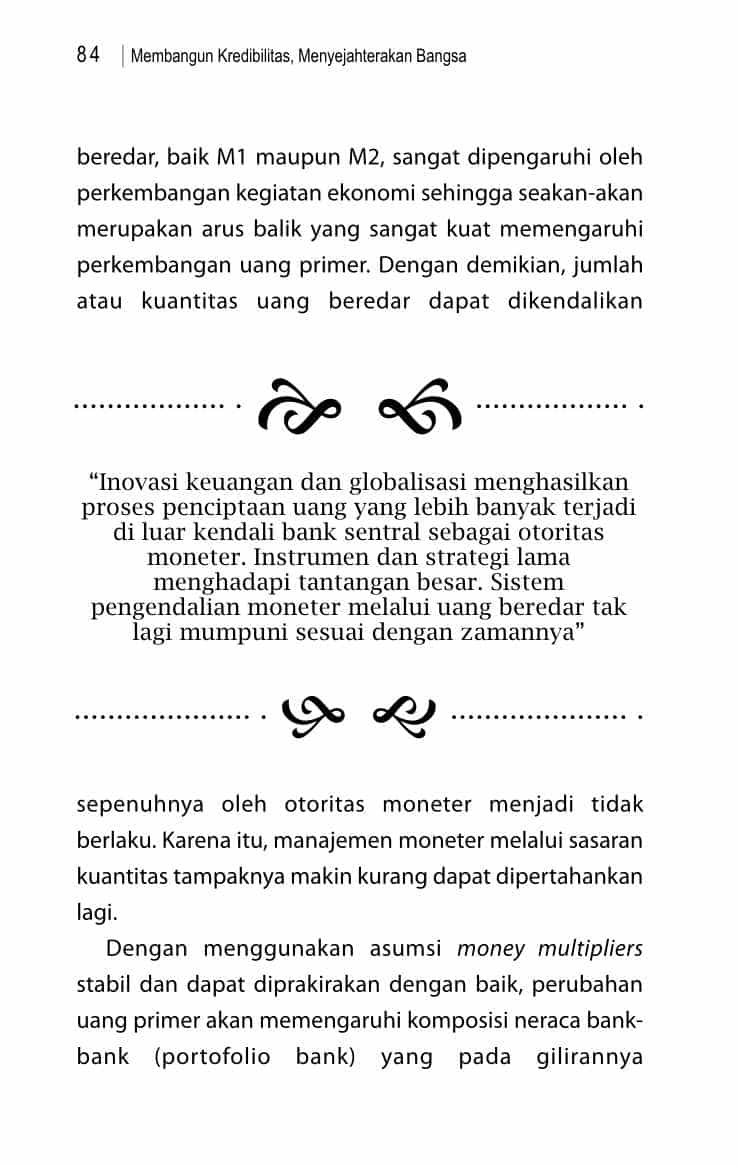 84 | Membangun Kredibilitas, Menyejahterakan Bangsa
beredar, baik M1 maupun M2, sangat dipengaruhi oleh
perkembangan kegiatan ekonomi sehingga seakan-akan
merupakan arus balik yang sangat kuat memengaruhi
perkembangan uang primer. Dengan demikian, jumlah
atau kuantitas uang beredar dapat dikendalikan
“Inovasi keuangan dan globalisasi menghasilkan
proses penciptaan uang yang lebih banyak terjadi
di luar kendali bank sentral sebagai otoritas
moneter. Instrumen dan strategi lama
menghadapi tantangan besar. Sistem
pengendalian moneter melalui uang beredar tak
lagi mumpuni sesuai dengan zamannya”
sepenuhnya oleh otoritas moneter menjadi tidak
berlaku. Karena itu, manajemen moneter melalui sasaran
kuantitas tampaknya makin kurang dapat dipertahankan
lagi.
Dengan menggunakan asumsi money multipliers
stabil dan dapat diprakirakan dengan baik, perubahan
uang primer akan memengaruhi komposisi neraca bank-
bank (portofolio bank) yang pada gilirannya